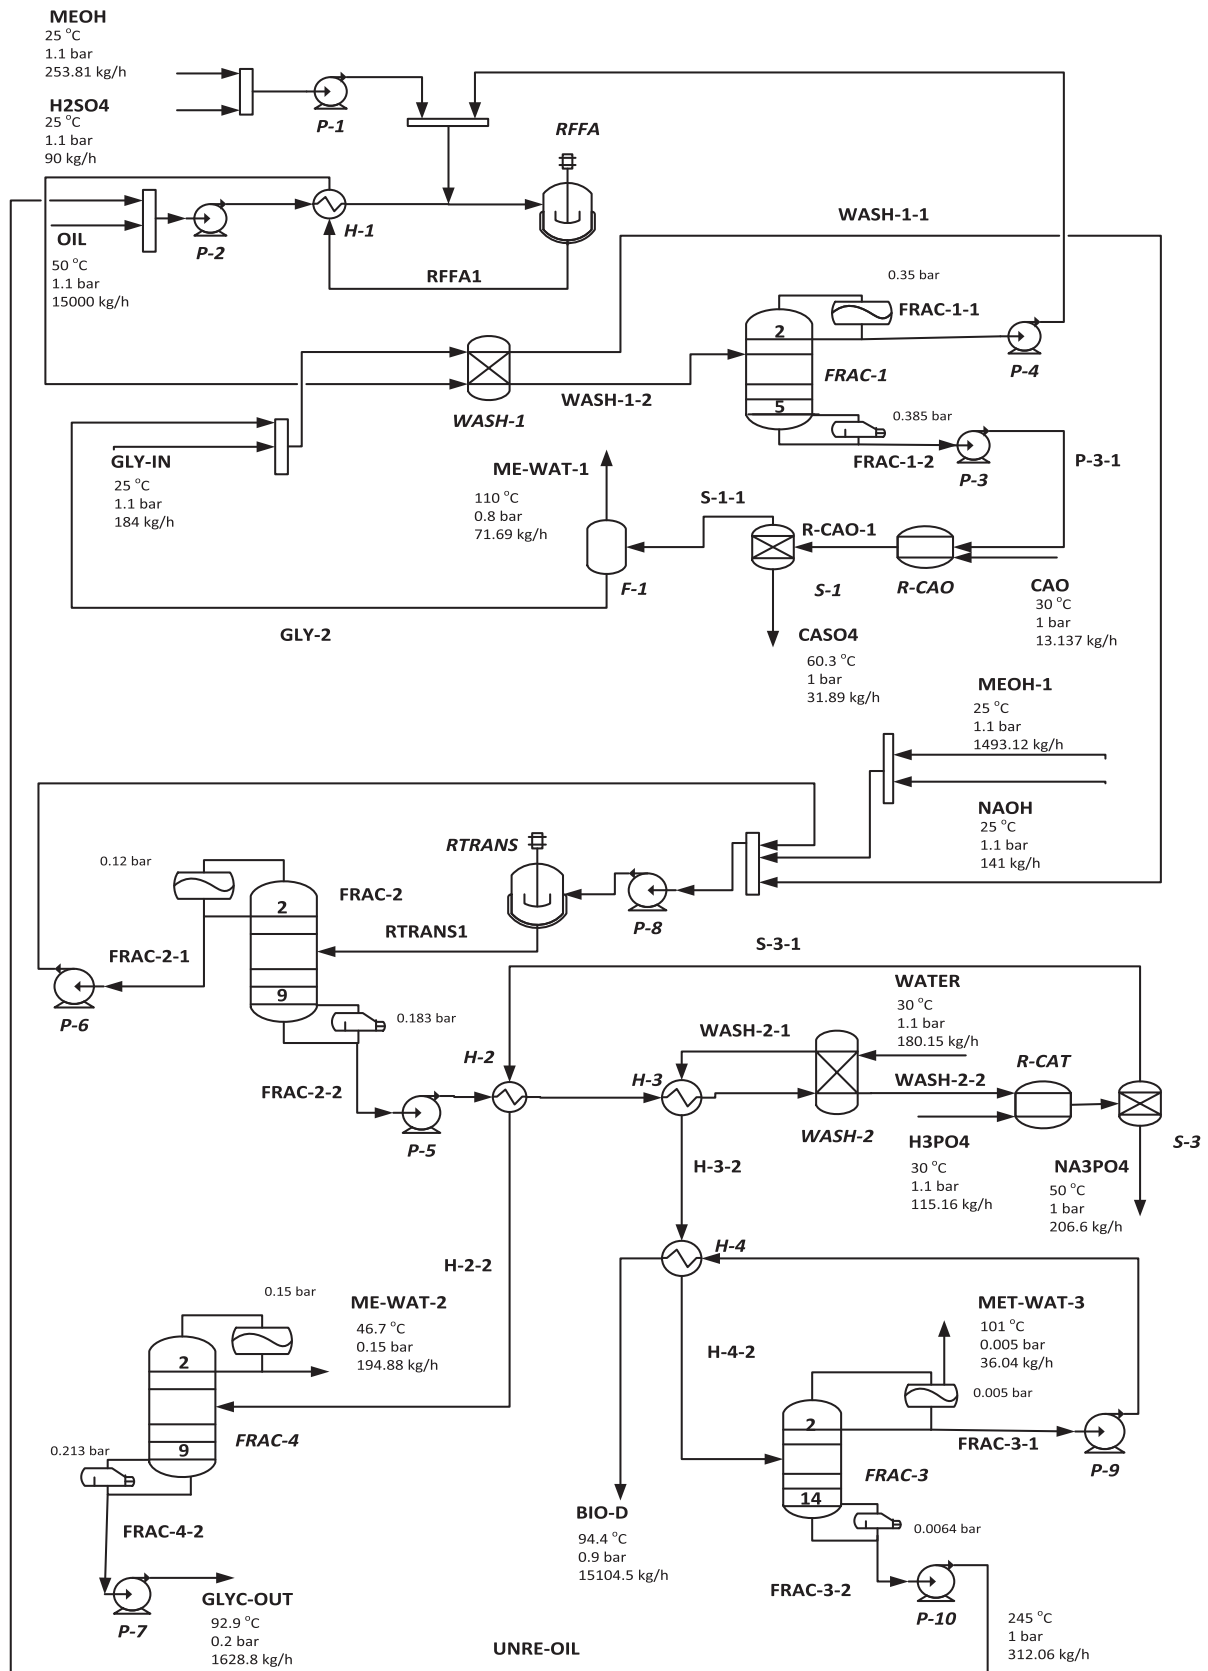 MEOH
25 °C
1.1 bar
253.81 kg/h
H2SO4
25 °C
1.1 bar
90 kg/h
P-1
RFFA
OIL
50 °C
1.1 bar
15000 kg/h
P-2
H-1
RFFA1
WASH-1-1
0.35 bar
FRAC-1-1
2
FRAC-1
5
P-4
0.385 bar
FRAC-1-2
P-3
P-3-1
WASH-1
WASH-1-2
GLY-IN
25 °C
1.1 bar
184 kg/h
ME-WAT-1
110 °C
0.8 bar
71.69 kg/h
S-1-1
R-CAO-1
F-1
S-1
R-CAO
CAO
30 °C
1 bar
13.137 kg/h
GLY-2
CASO4
60.3 °C
1 bar
31.89 kg/h
MEOH-1
25 °C
1.1 bar
1493.12 kg/h
NAOH
25 °C
1.1 bar
141 kg/h
RTRANS
0.12 bar
FRAC-2
2
P-8
RTRANS1
S-3-1
FRAC-2-1
9
P-6
0.183 bar
WATER
30 °C
1.1 bar
180.15 kg/h
WASH-2-1
H-2
H-3
R-CAT
FRAC-2-2
WASH-2-2
P-5
WASH-2
H3PO4
30 °C
1.1 bar
115.16 kg/h
S-3
NA3PO4
50 °C
1 bar
206.6 kg/h
H-3-2
H-4
H-2-2
0.15 bar
ME-WAT-2
46.7 °C
0.15 bar
194.88 kg/h
MET-WAT-3
101 °C
0.005 bar
36.04 kg/h
H-4-2
2
0.005 bar
FRAC-4
9
0.213 bar
2
FRAC-3-1
P-9
FRAC-3
14
FRAC-4-2
BIO-D
94.4 °C
0.9 bar
15104.5 kg/h
0.0064 bar
FRAC-3-2
P-10
P-7
GLYC-OUT
92.9 °C
0.2 bar
1628.8 kg/h
245 °C
1 bar
312.06 kg/h
UNRE-OIL